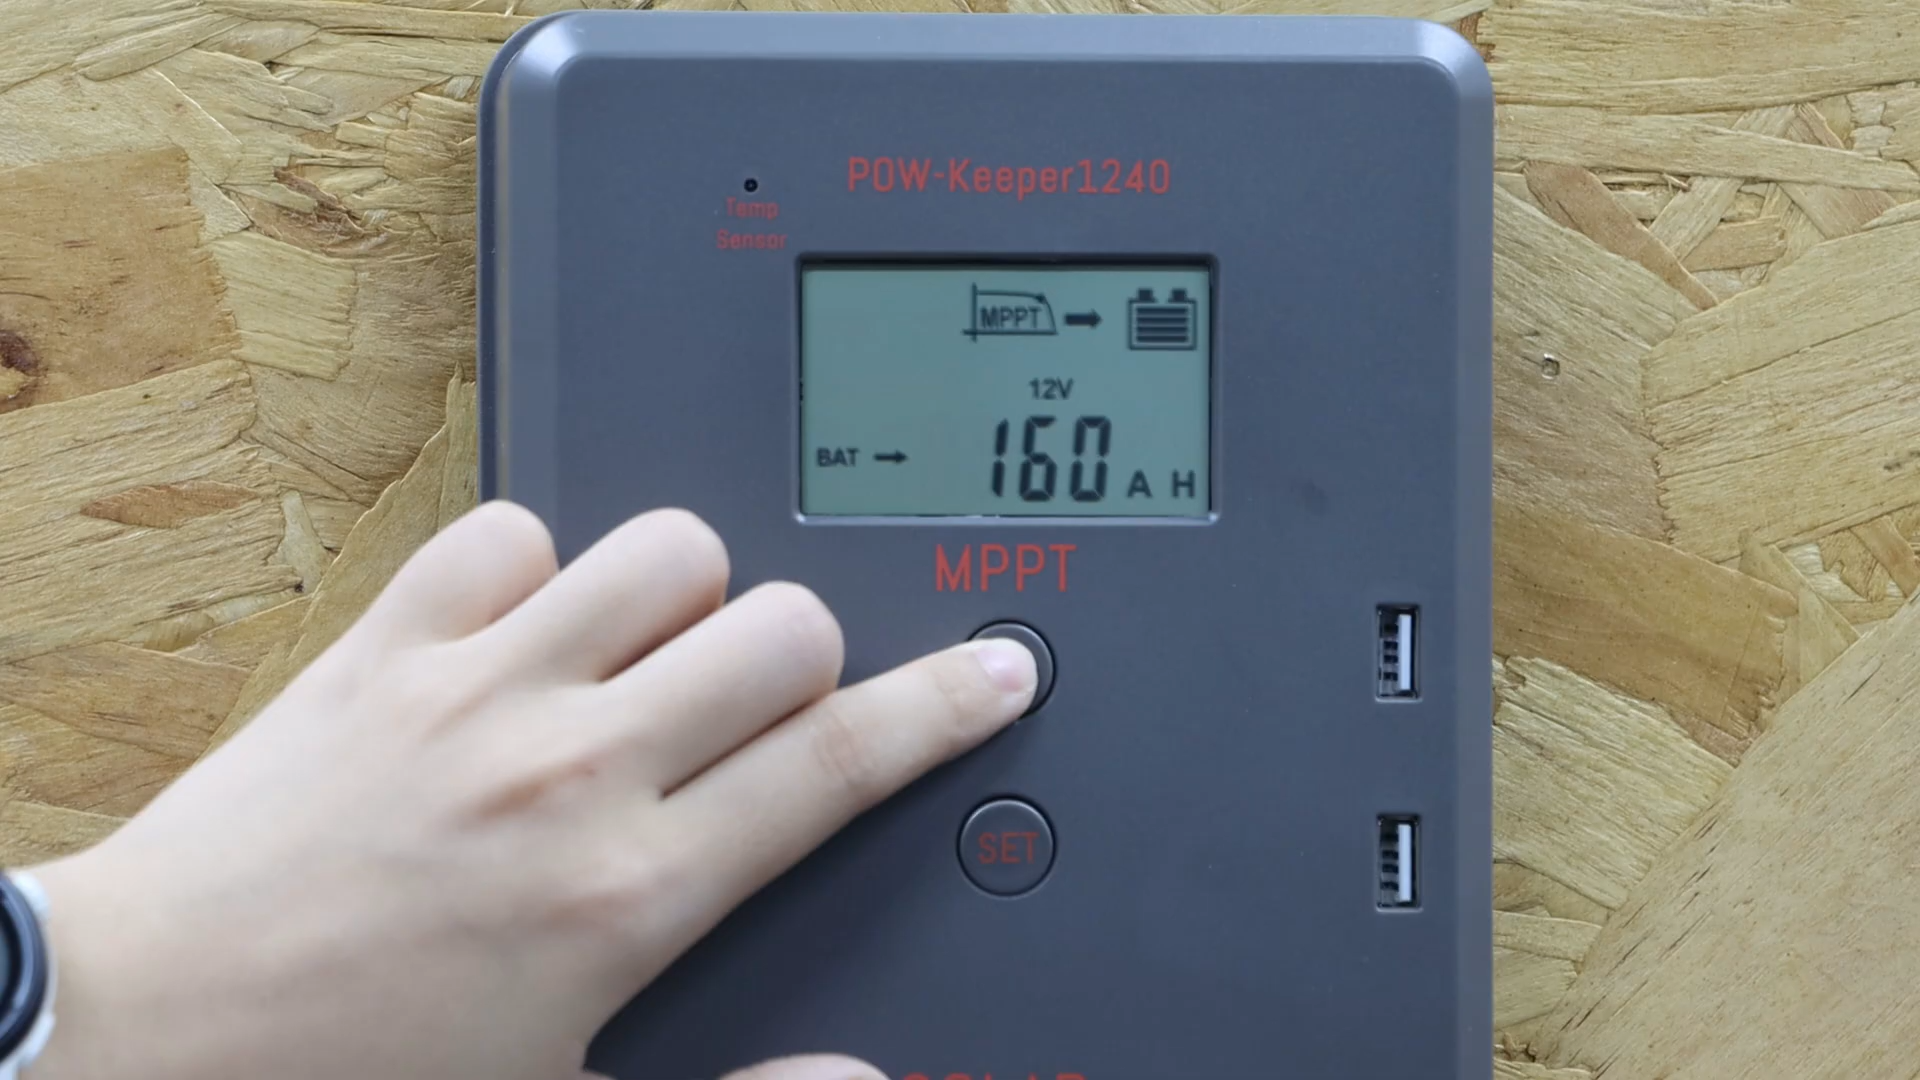 POW-Keeper1240
Temp
Sensor
MPPT
12V
BAT
160 A H
MPPT
SET